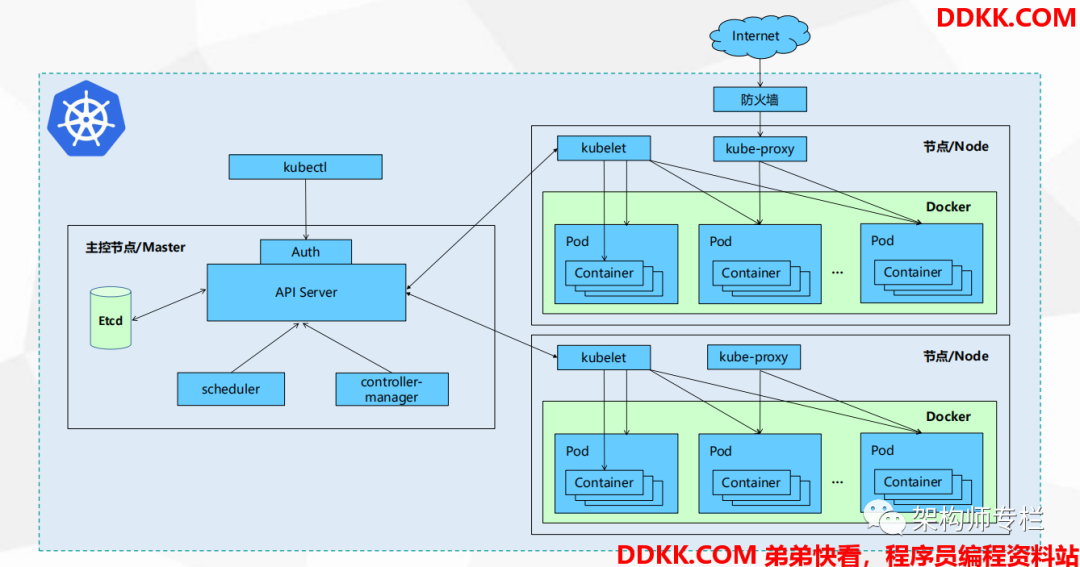 DDKK.COM
Internet
防火墙
kubelet
kube-proxy
节点/Node
kubectl
Docker
主控节点/Master
Auth
API Server
Etcd
scheduler
controller-
manager
Pod
Container
Pod
Container
...
Pod
Container
kubelet
kube-proxy
节点/Node
Docker
Pod
Container
Pod
Container
...
Pod
Container
架构师专栏
DDKK.COM 弟弟快看，程序员编程资料站